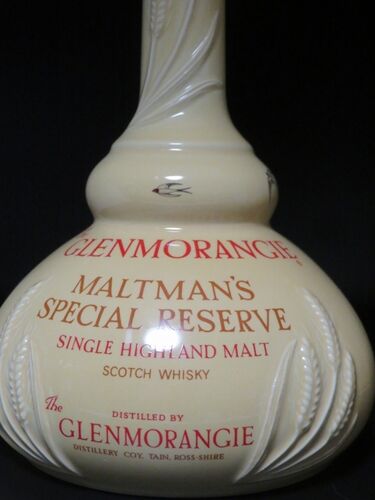 GLENMORANGIE
MALTMAN'S
SPECIAL RESERVE
SINGLE HIGHLAND MALT
SCOTCH WHISKY
The
DISTILLED BY
GLENMORANGIE
DISTILLERY COY. TAIN, ROSS-SHIRE